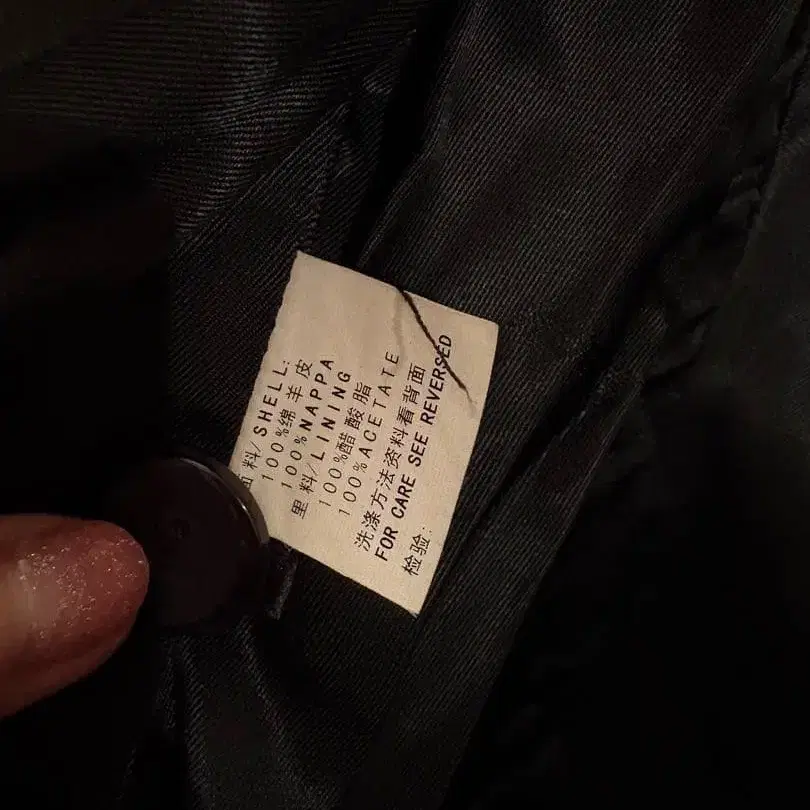 面料/SHELL:
100%绵羊皮
100%NAPPA
里料/LINING
100%醋酸脂
100%ACETATE
洗涤方法资料看背面
FOR CARE SEE REVERSED
检验: